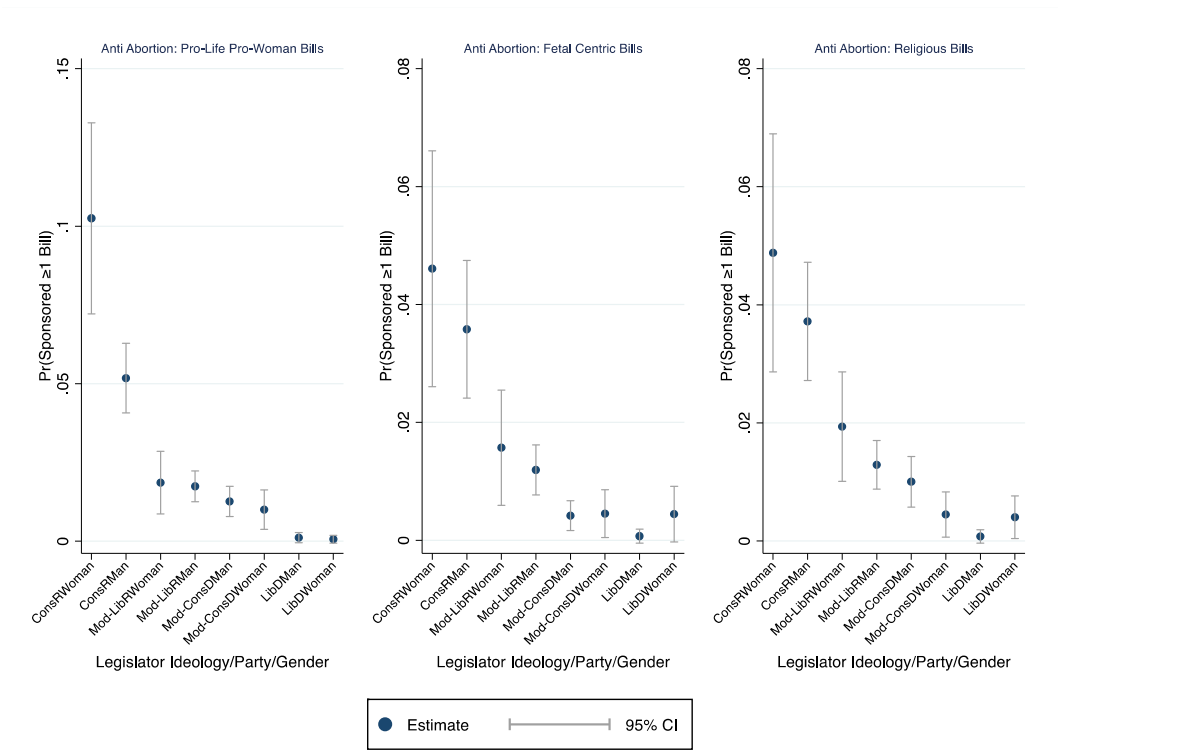 Anti Abortion: Pro-Life Pro-Woman Bills
Pr(Sponsored ≥1 Bill)
.15
.1
.05
0
ConsRWoman
ConsRMan
Mod-LibRWoman
Mod-LibRMan
Mod-ConsDMan
Mod-ConsDWoman
LibDMan
LibDWoman
Legislator Ideology/Party/Gender
Anti Abortion: Fetal Centric Bills
Pr(Sponsored ≥1 Bill)
.08
.06
.04
.02
0
ConsRWoman
ConsRMan
Mod-LibRWoman
Mod-LibRMan
Mod-ConsDMan
Mod-ConsDWoman
LibDMan
LibDWoman
Legislator Ideology/Party/Gender
Anti Abortion: Religious Bills
Pr(Sponsored ≥1 Bill)
.08
.06
.04
.02
0
ConsRWoman
ConsRMan
Mod-LibRWoman
Mod-LibRMan
Mod-ConsDMan
Mod-ConsDWoman
LibDMan
LibDWoman
Legislator Ideology/Party/Gender
Estimate
95% CI